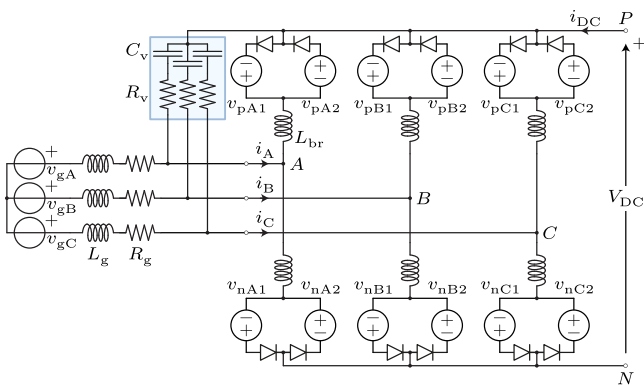 i_DC P
C_v
+
R_v
− + − + − + − + − + − +
v_pA1 v_pA2 v_pB1 v_pB2 v_pC1 v_pC2
L_br
+ i_A
v_gA A
+ i_B
v_gB B V_DC
+ i_C
v_gC C
L_g R_g
v_nA1 v_nA2 v_nB1 v_nB2 v_nC1 v_nC2
− + − + − + − + − + − +
N